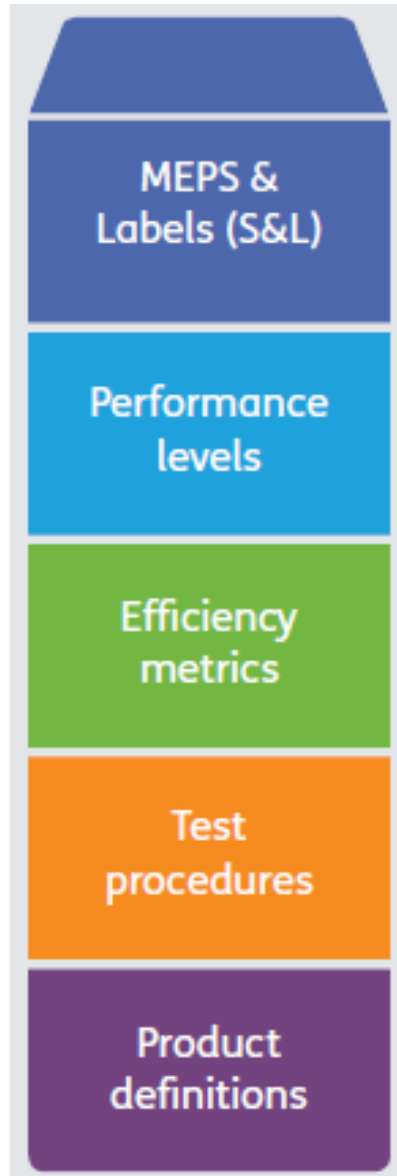 MEPS &
Labels (S&L)
Performance
levels
Efficiency
metrics
Test
procedures
Product
definitions